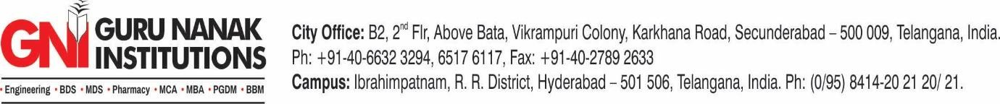 GNI GURU NANAK
INSTITUTIONS
• Engineering • BDS • MDS • Pharmacy • MCA • MBA • PGDM • BBM
City Office: B2, 2nd Flr, Above Bata, Vikrampuri Colony, Karkhana Road, Secunderabad – 500 009, Telangana, India.
Ph: +91-40-6632 3294, 6517 6117, Fax: +91-40-2789 2633
Campus: Ibrahimpatnam, R. R. District, Hyderabad – 501 506, Telangana, India. Ph: (0/95) 8414-20 21 20/ 21.